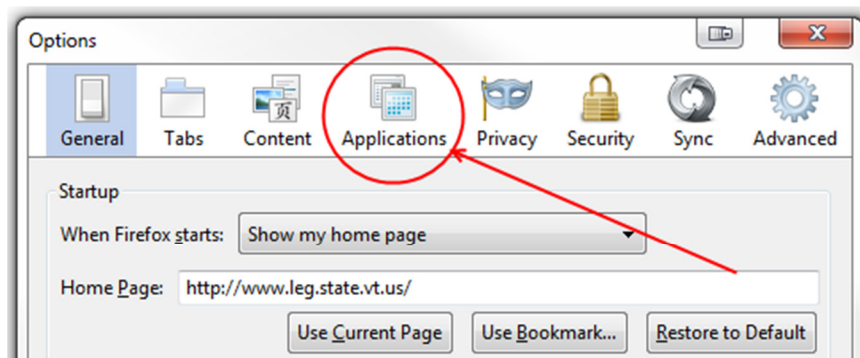 Options
页
General Tabs Content Applications Privacy Security Sync Advanced
Startup
When Firefox starts: Show my home page
Home Page: http://www.leg.state.vt.us/
Use Current Page Use Bookmark... Restore to Default